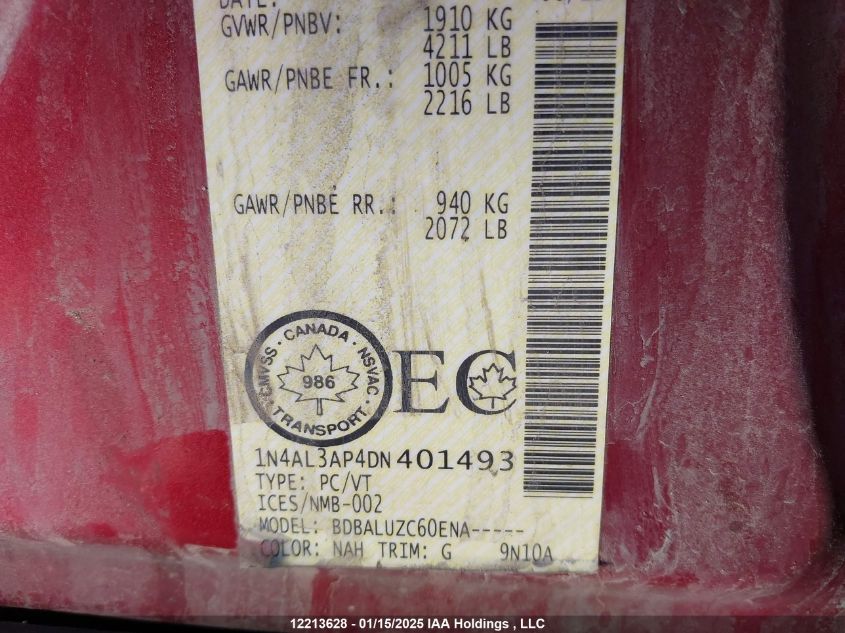 DATE:
GVWR/PNBV: 1910 KG
4211 LB
GAWR/PNBE FR.: 1005 KG
2216 LB
GAWR/PNBE RR.: 940 KG
2072 LB
CMVSS · CANADA · NSVAC · TRANSPORT ·
986
EC
1N4AL3AP4DN401493
TYPE: PC/VT
ICES/NMB-002
MODEL: BDBALUZC60ENA-----
COLOR: NAH TRIM: G 9N10A
12213628 - 01/15/2025 IAA Holdings , LLC